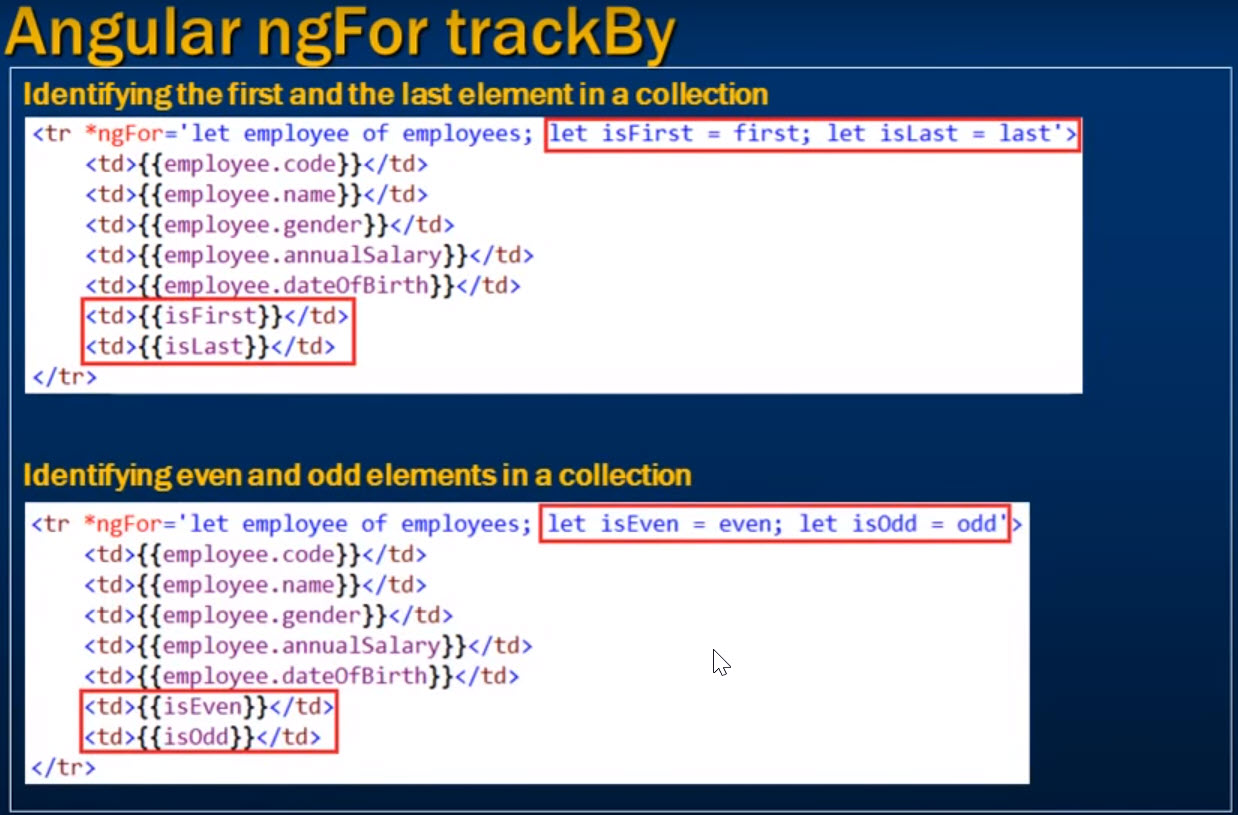 Angular ngFor trackBy
Identifying the first and the last element in a collection
<tr *ngFor='let employee of employees; let isFirst = first; let isLast = last'>
<td>{{employee.code}}</td>
<td>{{employee.name}}</td>
<td>{{employee.gender}}</td>
<td>{{employee.annualSalary}}</td>
<td>{{employee.dateOfBirth}}</td>
<td>{{isFirst}}</td>
<td>{{isLast}}</td>
</tr>
Identifying even and odd elements in a collection
<tr *ngFor='let employee of employees; let isEven = even; let isOdd = odd'>
<td>{{employee.code}}</td>
<td>{{employee.name}}</td>
<td>{{employee.gender}}</td>
<td>{{employee.annualSalary}}</td>
<td>{{employee.dateOfBirth}}</td>
<td>{{isEven}}</td>
<td>{{isOdd}}</td>
</tr>